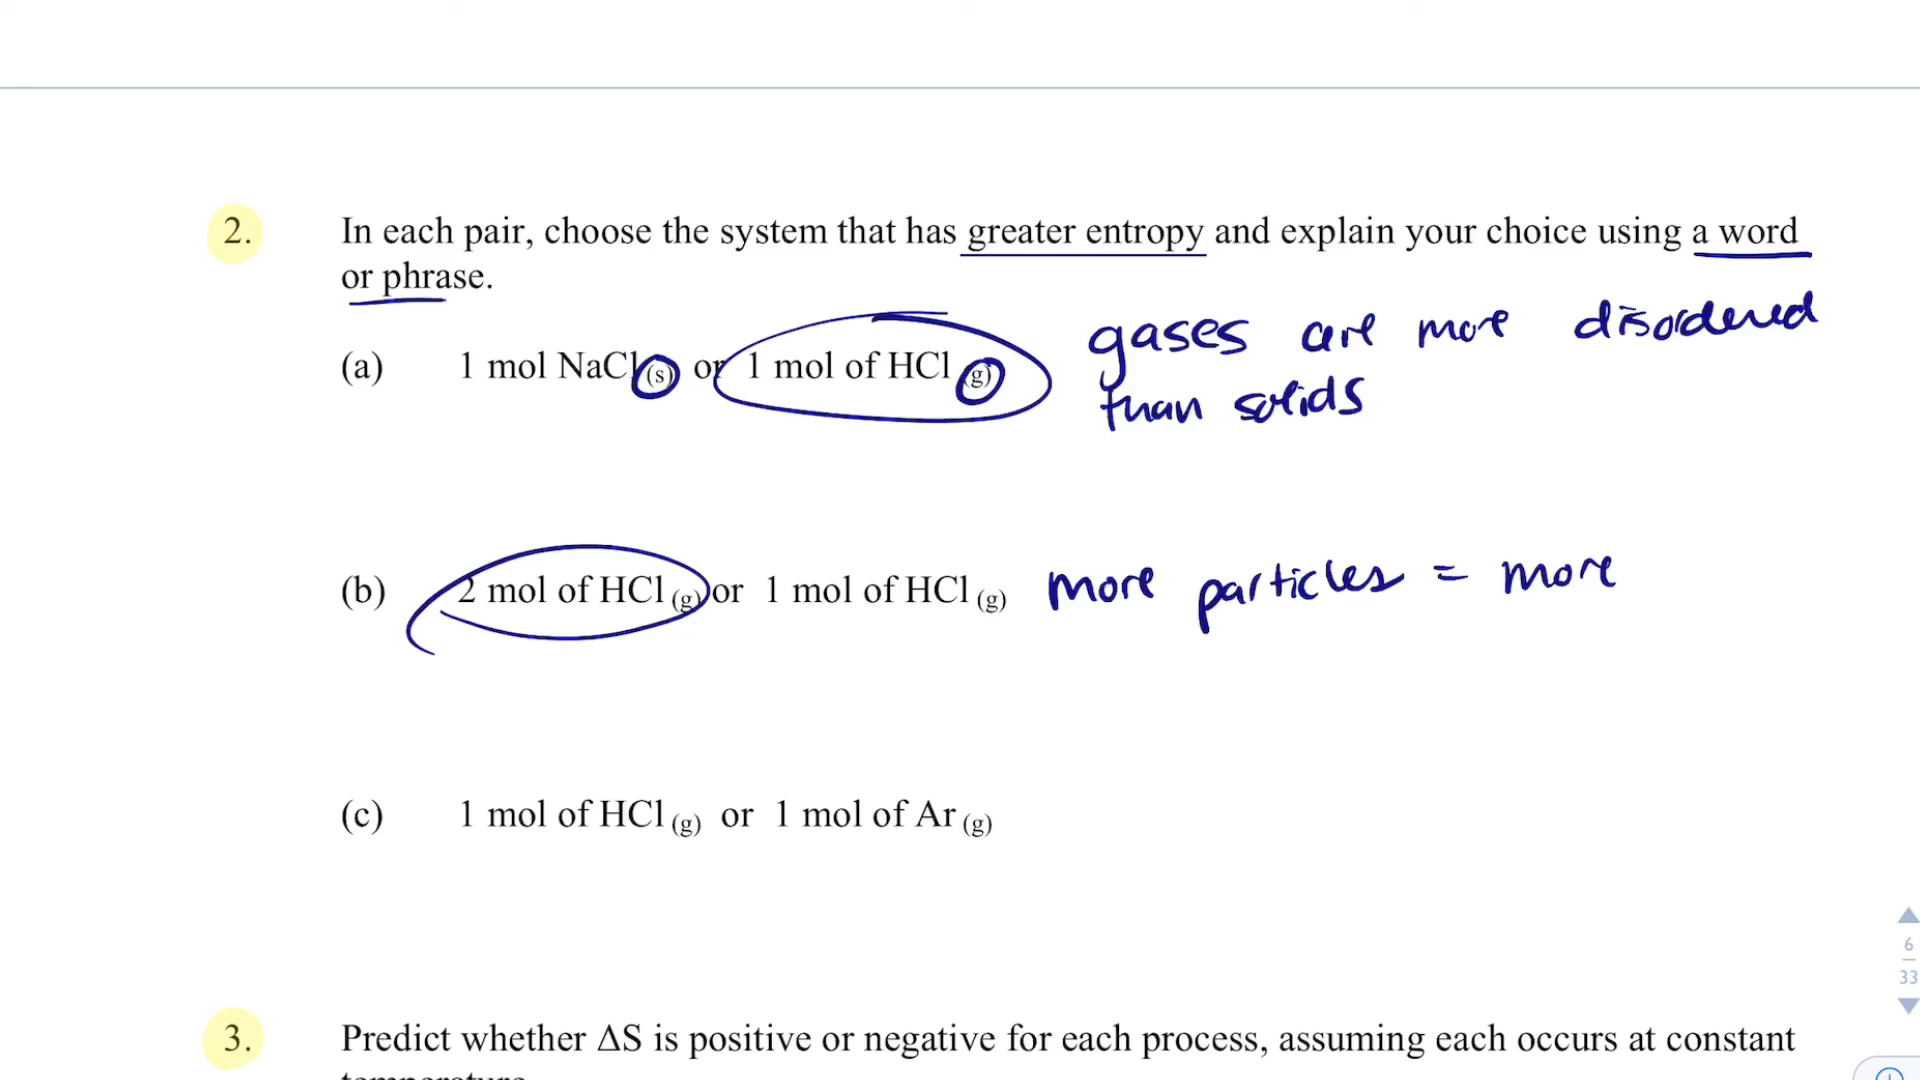 2. In each pair, choose the system that has greater entropy and explain your choice using a word
or phrase.
(a) 1 mol NaCl (s) or 1 mol of HCl (g) gases are more disordered
than solids
(b) 2 mol of HCl (g) or 1 mol of HCl (g) more particles = more
(c) 1 mol of HCl (g) or 1 mol of Ar (g)
6
33
3. Predict whether ΔS is positive or negative for each process, assuming each occurs at constant
temperature